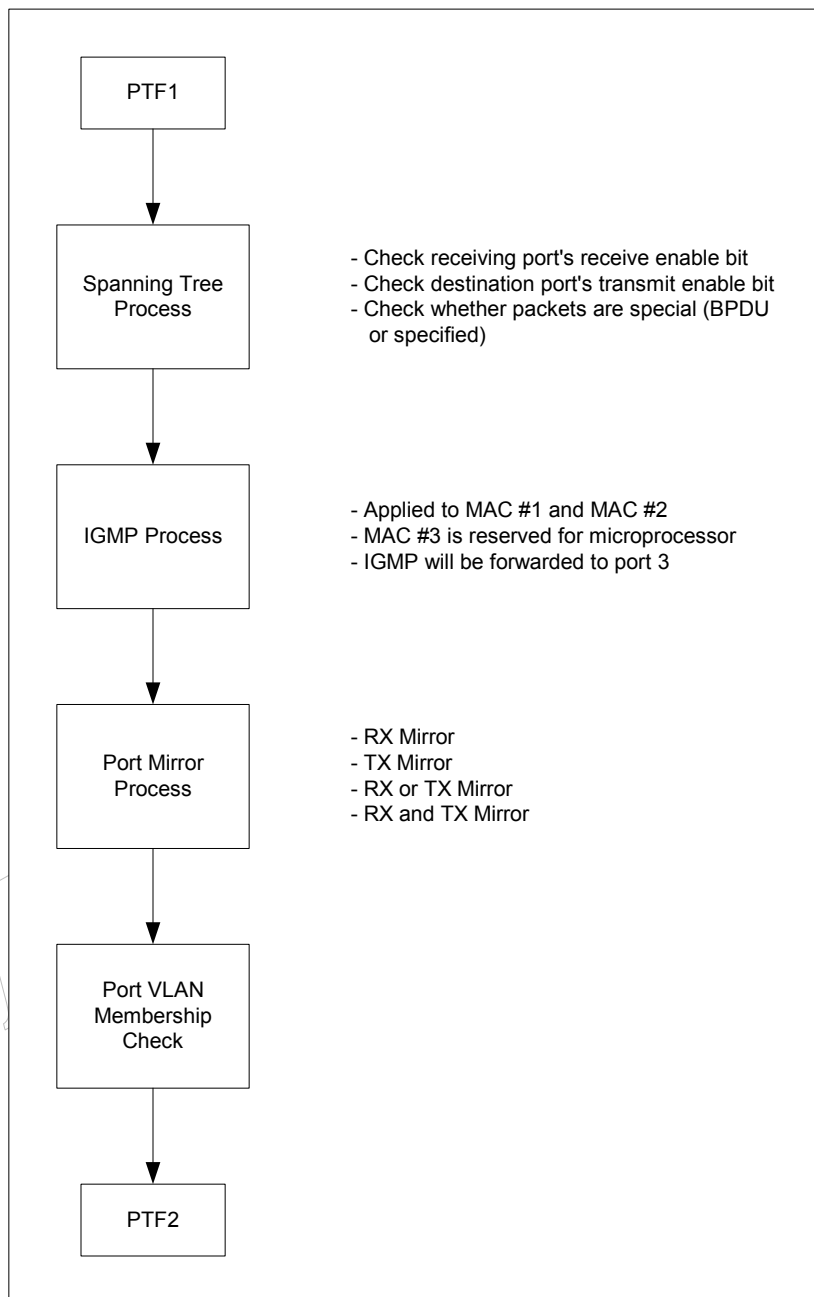 PTF1
Spanning Tree
Process
- Check receiving port's receive enable bit
- Check destination port's transmit enable bit
- Check whether packets are special (BPDU
or specified)
IGMP Process
- Applied to MAC #1 and MAC #2
- MAC #3 is reserved for microprocessor
- IGMP will be forwarded to port 3
Port Mirror
Process
- RX Mirror
- TX Mirror
- RX or TX Mirror
- RX and TX Mirror
Port VLAN
Membership
Check
PTF2